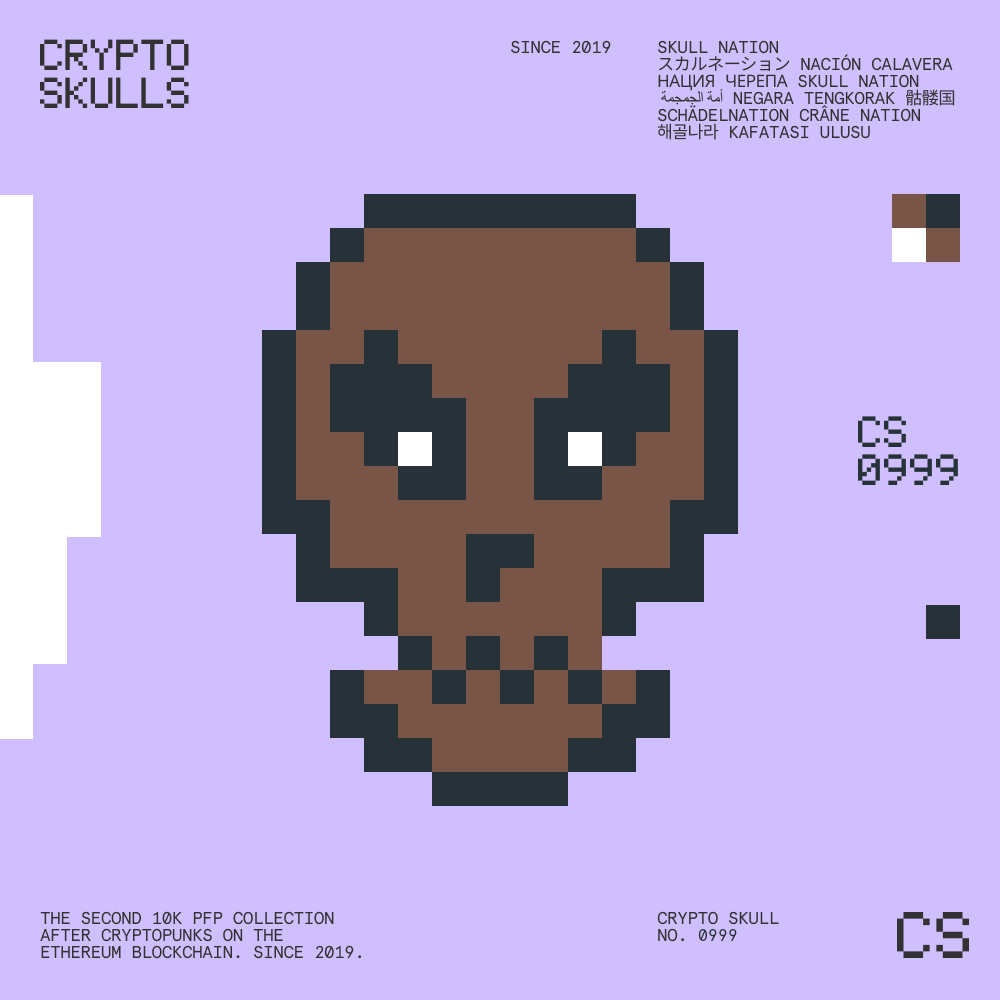 CRYPTO
SKULLS
SINCE 2019
SKULL NATION
スカルネーション NACIÓN CALAVERA
НАЦИЯ ЧЕРЕПА SKULL NATION
أمة الجمجمة NEGARA TENGKORAK 骷髅国
SCHÄDELNATION CRÂNE NATION
해골나라 KAFATASI ULUSU
CS
0999
THE SECOND 10K PFP COLLECTION
AFTER CRYPTOPUNKS ON THE
ETHEREUM BLOCKCHAIN. SINCE 2019.
CRYPTO SKULL
NO. 0999
CS